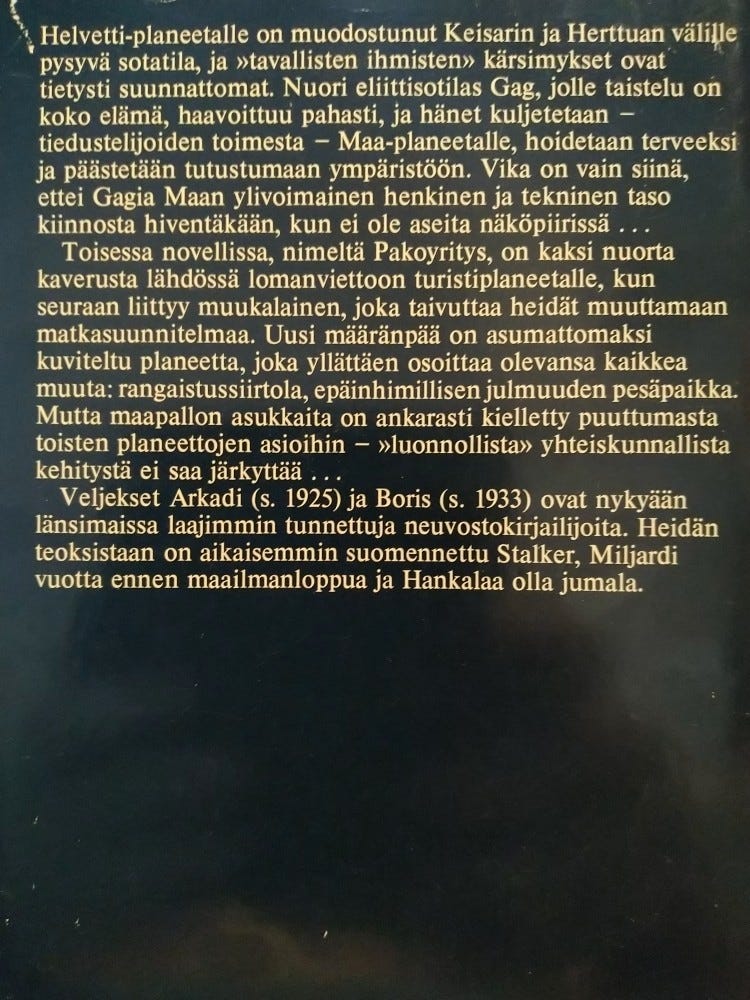 Helvetti-planeetalle on muodostunut Keisarin ja Herttuan välille
pysyvä sotatila, ja »tavallisten ihmisten» kärsimykset ovat
tietysti suunnattomat. Nuori eliittisotilas Gag, jolle taistelu on
koko elämä, haavoittuu pahasti, ja hänet kuljetetaan –
tiedustelijoiden toimesta – Maa-planeetalle, hoidetaan terveeksi
ja päästetään tutustumaan ympäristöön. Vika on vain siinä,
ettei Gagia Maan ylivoimainen henkinen ja tekninen taso
kiinnosta hiventäkään, kun ei ole aseita näköpiirissä ...
Toisessa novellissa, nimeltä Pakoyritys, on kaksi nuorta
kaverusta lähdössä lomanviettoon turistiplaneetalle, kun
seuraan liittyy muukalainen, joka taivuttaa heidät muuttamaan
matkasuunnitelmaa. Uusi määränpää on asumattomaksi
kuviteltu planeetta, joka yllättäen osoittaa olevansa kaikkea
muuta: rangaistussiirtola, epäinhimillisen julmuuden pesäpaikka.
Mutta maapallon asukkaita on ankarasti kielletty puuttumasta
toisten planeettojen asioihin – »luonnollista» yhteiskunnallista
kehitystä ei saa järkyttää ...
Veljekset Arkadi (s. 1925) ja Boris (s. 1933) ovat nykyään
länsimaissa laajimmin tunnettuja neuvostokirjailijoita. Heidän
teoksistaan on aikaisemmin suomennettu Stalker, Miljardi
vuotta ennen maailmanloppua ja Hankalaa olla jumala.